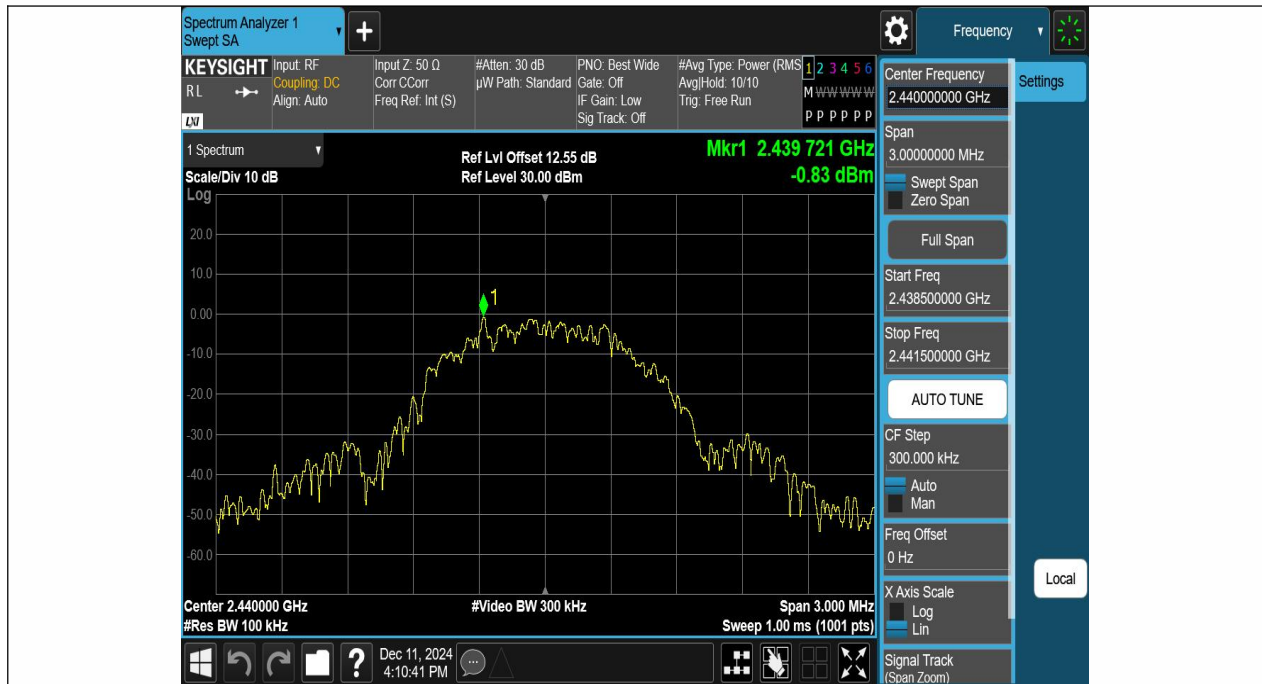 Spectrum Analyzer 1
Swept SA
+
Frequency
KEYSIGHT
RL
LXI
Input: RF
Coupling: DC
Align: Auto
Input Z: 50 Ω
Corr CCorr
Freq Ref: Int (S)
#Atten: 30 dB
µW Path: Standard
PNO: Best Wide
Gate: Off
IF Gain: Low
Sig Track: Off
#Avg Type: Power (RMS
Avg|Hold: 10/10
Trig: Free Run
1 2 3 4 5 6
M W W W W W
P P P P P P
1 Spectrum
Scale/Div 10 dB
Log
Ref Lvl Offset 12.55 dB
Ref Level 30.00 dBm
Mkr1 2.439 721 GHz
-0.83 dBm
20.0
10.0
0.00
-10.0
-20.0
-30.0
-40.0
-50.0
-60.0
1
Center 2.440000 GHz
#Res BW 100 kHz
#Video BW 300 kHz
Span 3.000 MHz
Sweep 1.00 ms (1001 pts)
?
Dec 11, 2024
4:10:41 PM
Center Frequency
2.440000000 GHz
Settings
Span
3.00000000 MHz
Swept Span
Zero Span
Full Span
Start Freq
2.438500000 GHz
Stop Freq
2.441500000 GHz
AUTO TUNE
CF Step
300.000 kHz
Auto
Man
Freq Offset
0 Hz
Local
X Axis Scale
Log
Lin
Signal Track
(Span Zoom)